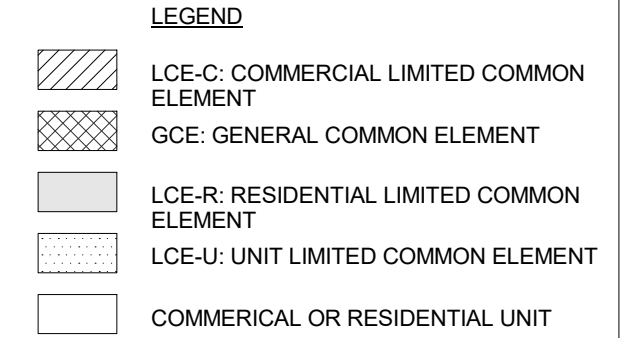 LEGEND
LCE-C: COMMERCIAL LIMITED COMMON
ELEMENT
GCE: GENERAL COMMON ELEMENT
LCE-R: RESIDENTIAL LIMITED COMMON
ELEMENT
LCE-U: UNIT LIMITED COMMON ELEMENT
COMMERICAL OR RESIDENTIAL UNIT